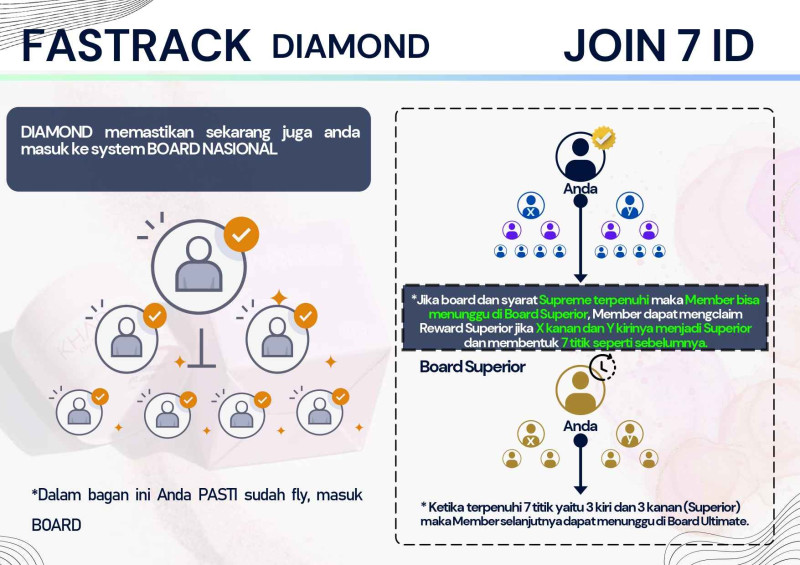 FASTRACK DIAMOND
JOIN 7 ID
DIAMOND memastikan sekarang juga anda
masuk ke system BOARD NASIONAL
*Dalam bagan ini Anda PASTI sudah fly, masuk
BOARD
Anda
X
y
*Jika board dan syarat Supreme terpenuhi maka Member bisa
menunggu di Board Superior, Member dapat mengclaim
Reward Superior jika X kanan dan Y kirinya menjadi Superior
dan membentuk 7 titik seperti sebelumnya.
Board Superior
Anda
X
y
* Ketika terpenuhi 7 titik yaitu 3 kiri dan 3 kanan (Superior)
maka Member selanjutnya dapat menunggu di Board Ultimate.